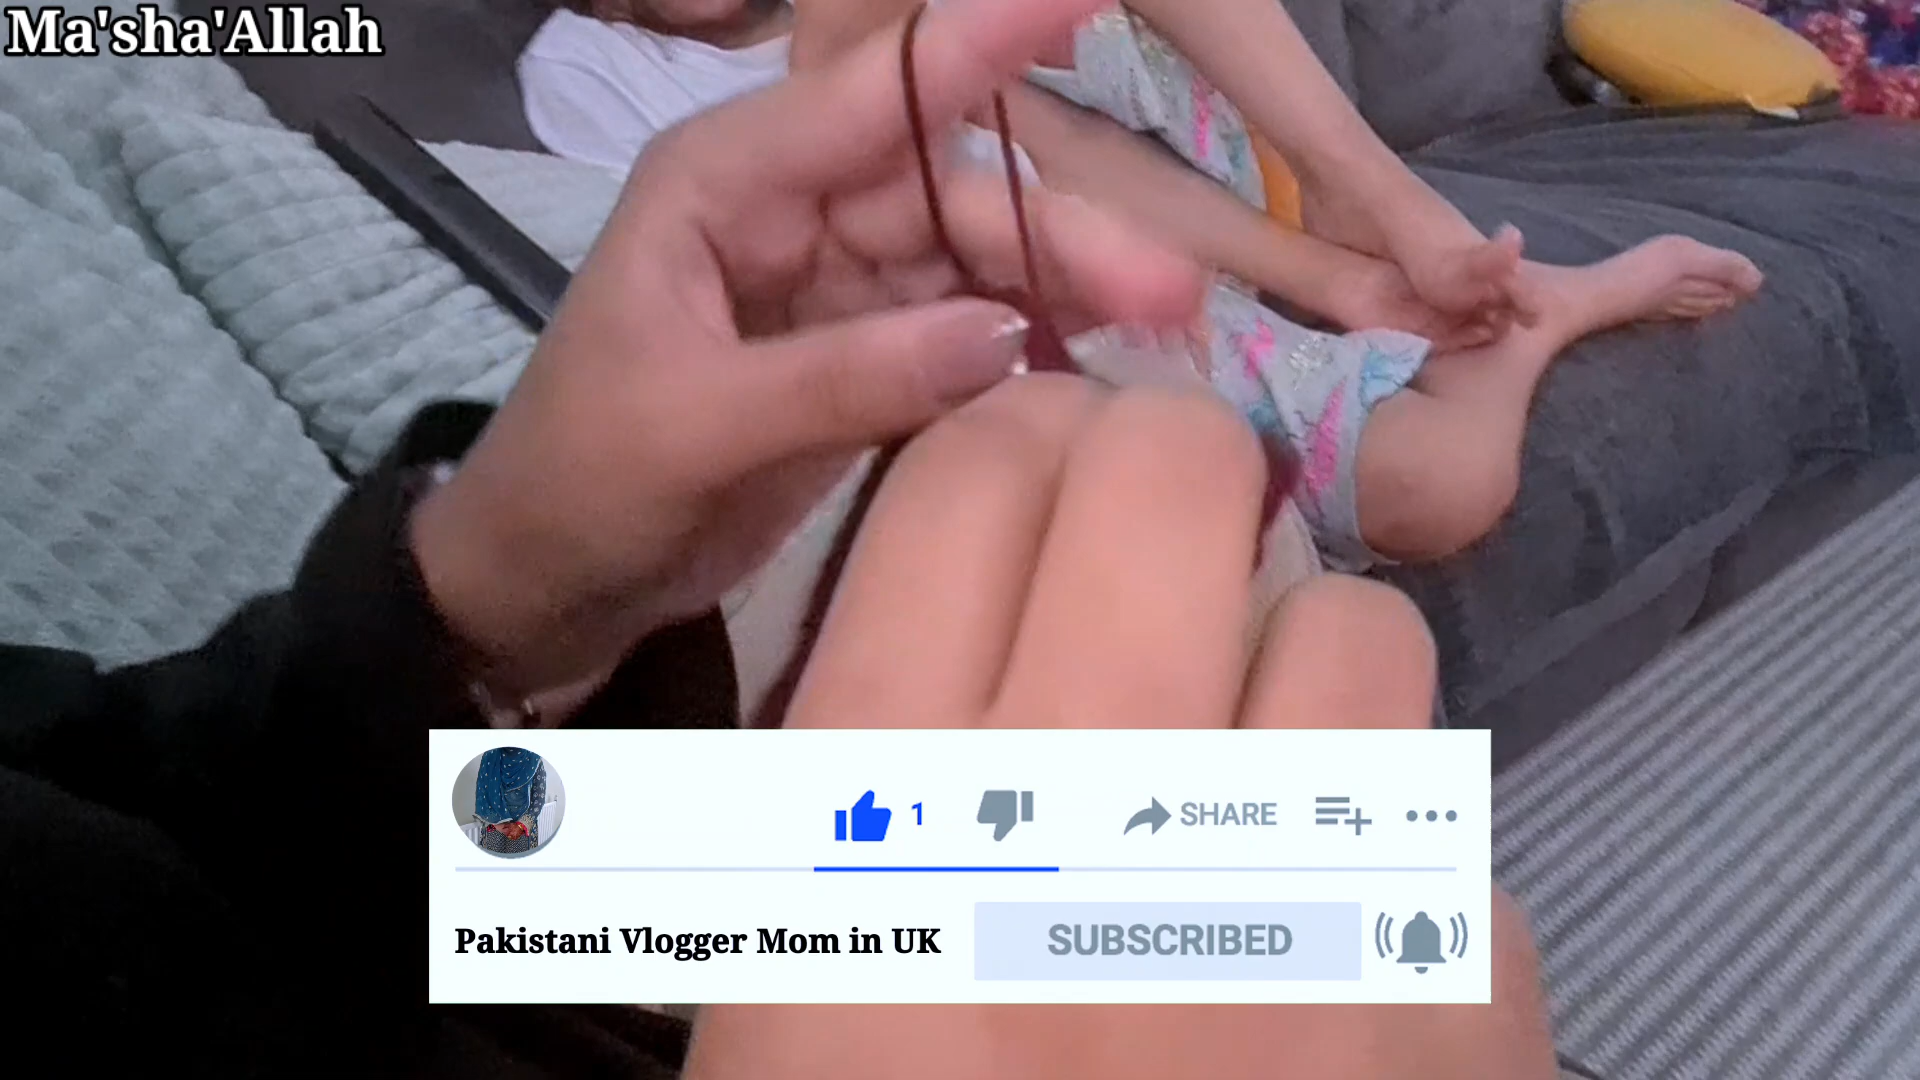 Ma'sha'Allah
1
SHARE
Pakistani Vlogger Mom in UK
SUBSCRIBED